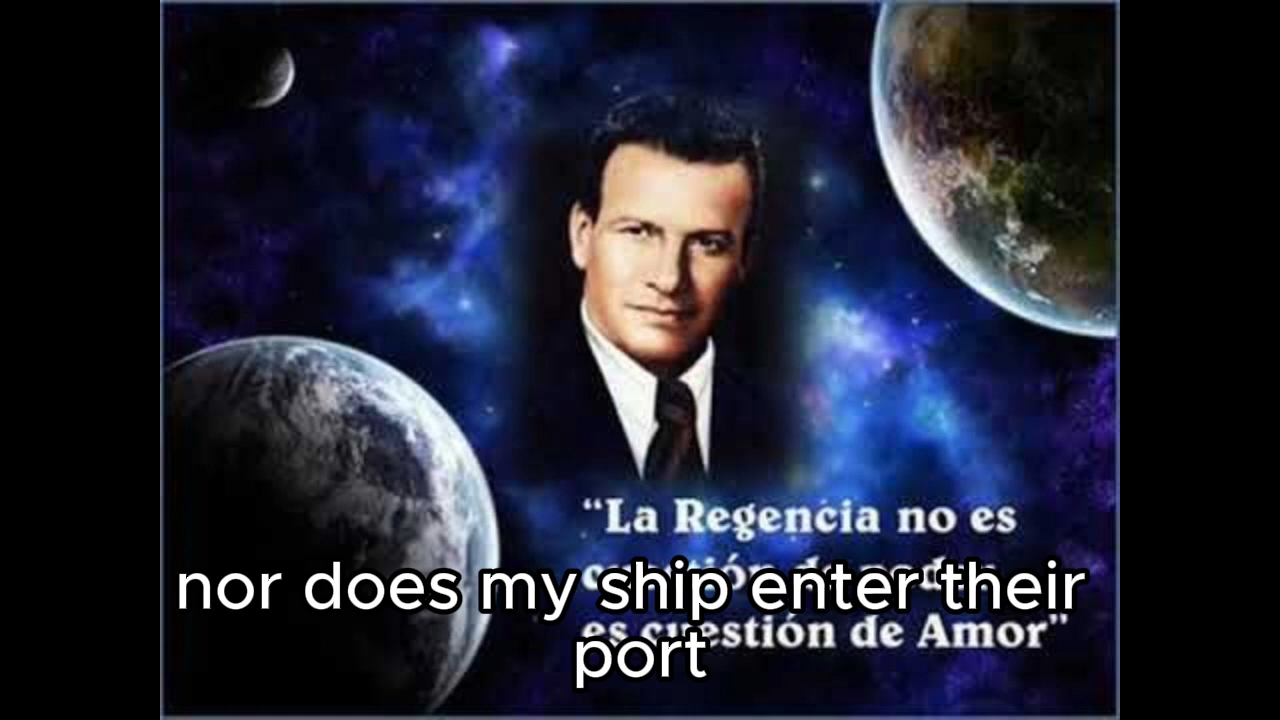 “La Regencia no es
es cuestión de Amor”
nor does my ship enter their
port